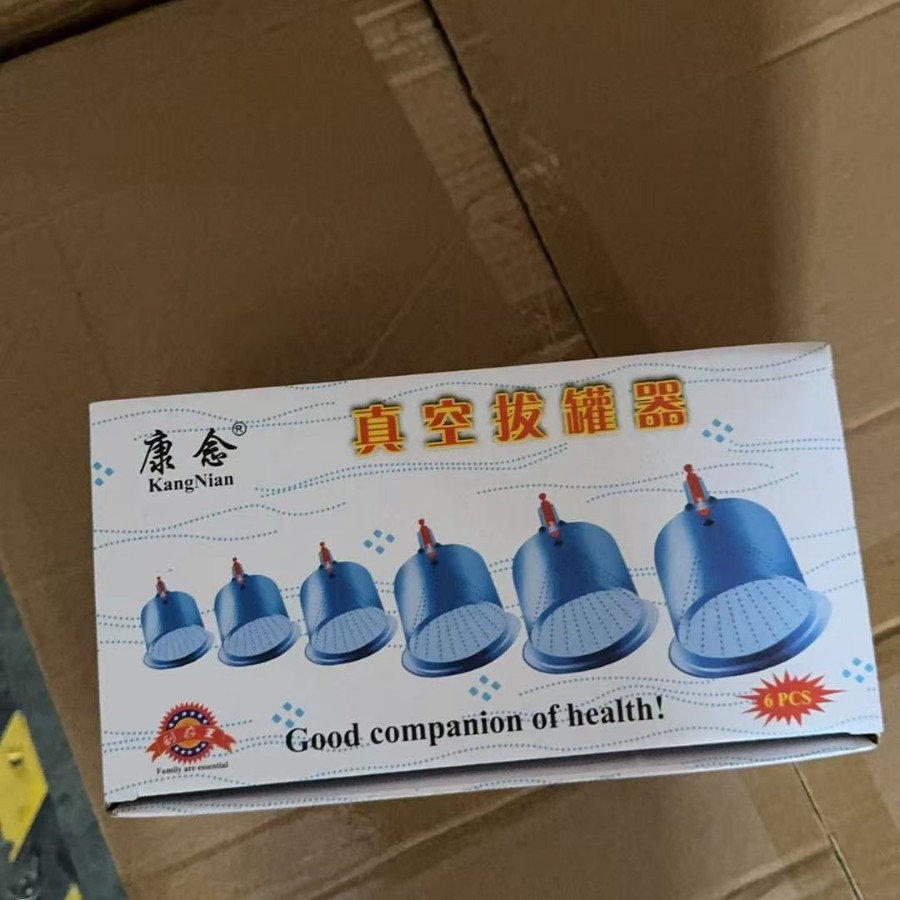 康念®
KangNian
真空拔罐器
6 PCS
Good companion of health!
Family are essential